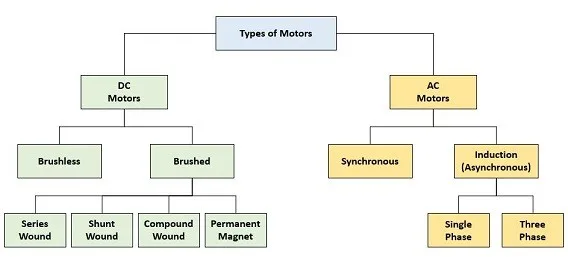 Types of Motors
DC
Motors
AC
Motors
Brushless
Brushed
Synchronous
Induction
(Asynchronous)
Series
Wound
Shunt
Wound
Compound
Wound
Permanent
Magnet
Single
Phase
Three
Phase